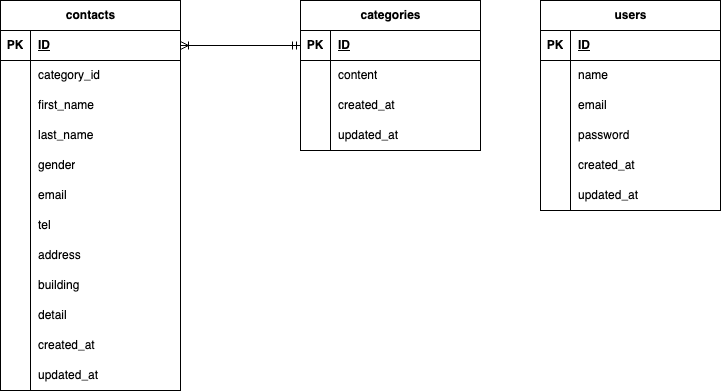 contacts
PK ID
category_id
first_name
last_name
gender
email
tel
address
building
detail
created_at
updated_at
categories
PK ID
content
created_at
updated_at
users
PK ID
name
email
password
created_at
updated_at